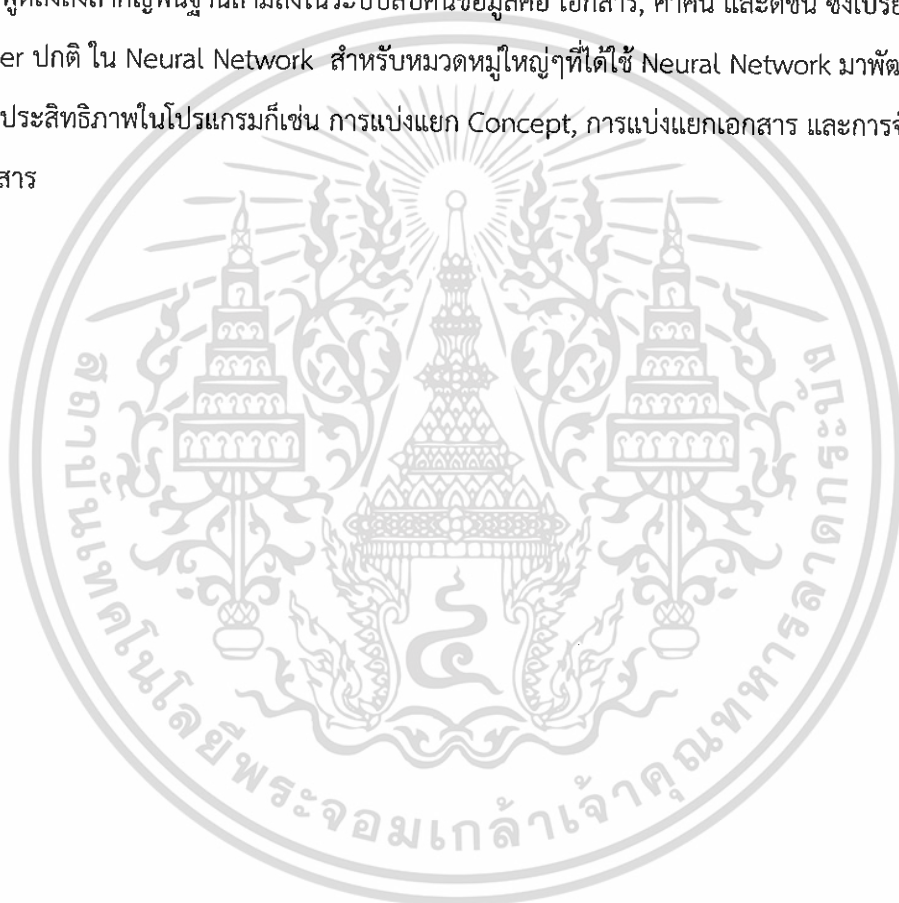 er ปกติ ใน Neural Network สำหรับหมวดหมู่ใหญ่ๆที่ได้ใช้ Neural Network มาพัฒ
ประสิทธิภาพในโปรแกรมก็เช่น การแบ่งแยก Concept, การแบ่งแยกเอกสาร และการจ
สาร
สถาบันเทคโนโลยีพระจอมเกล้าเจ้าคุณทหารลาดกระบัง